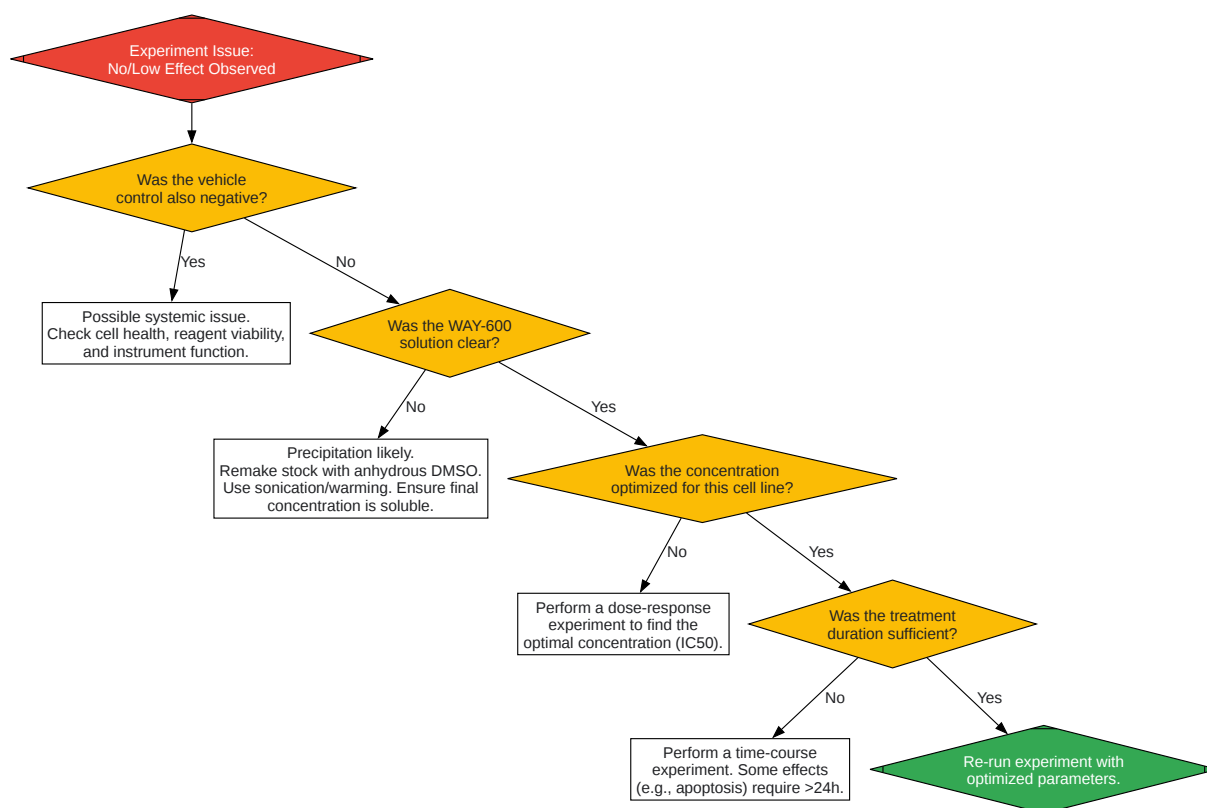 Experiment Issue:
No/Low Effect Observed
Was the vehicle
control also negative?
Yes
No
Possible systemic issue.
Check cell health, reagent viability,
and instrument function.
Was the WAY-600
solution clear?
No
Yes
Precipitation likely.
Remake stock with anhydrous DMSO.
Use sonication/warming. Ensure final
concentration is soluble.
Was the concentration
optimized for this cell line?
No
Yes
Perform a dose-response
experiment to find the
optimal concentration (IC50).
Was the treatment
duration sufficient?
No
Yes
Perform a time-course
experiment. Some effects
(e.g., apoptosis) require >24h.
Re-run experiment with
optimized parameters.